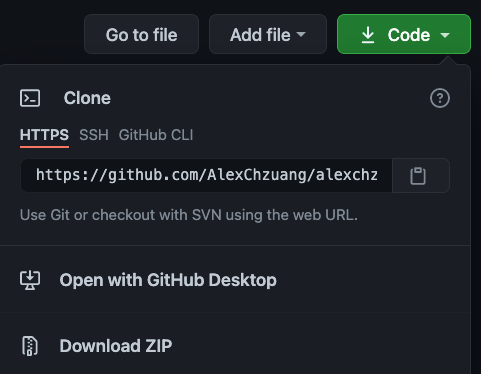 Go to file Add file Code
Clone
HTTPS SSH GitHub CLI
https://github.com/AlexChzuang/alexchz
Use Git or checkout with SVN using the web URL.
Open with GitHub Desktop
Download ZIP